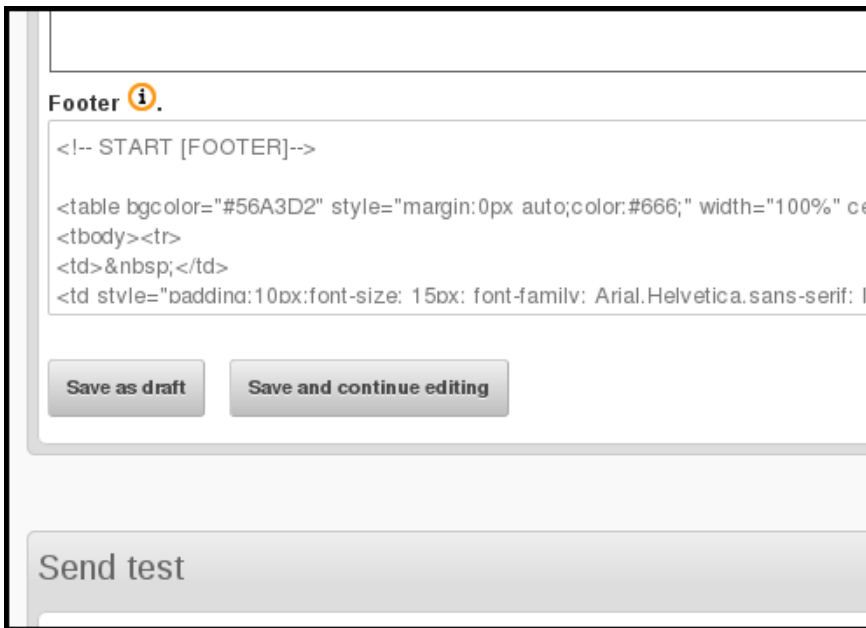 Footer i.
<!-- START [FOOTER]-->
<table bgcolor="#56A3D2" style="margin:0px auto;color:#666;" width="100%" ce
<tbody><tr>
<td>&nbsp;</td>
<td style="padding:10px;font-size: 15px; font-family: Arial,Helvetica,sans-serif; l
Save as draft
Save and continue editing
Send test